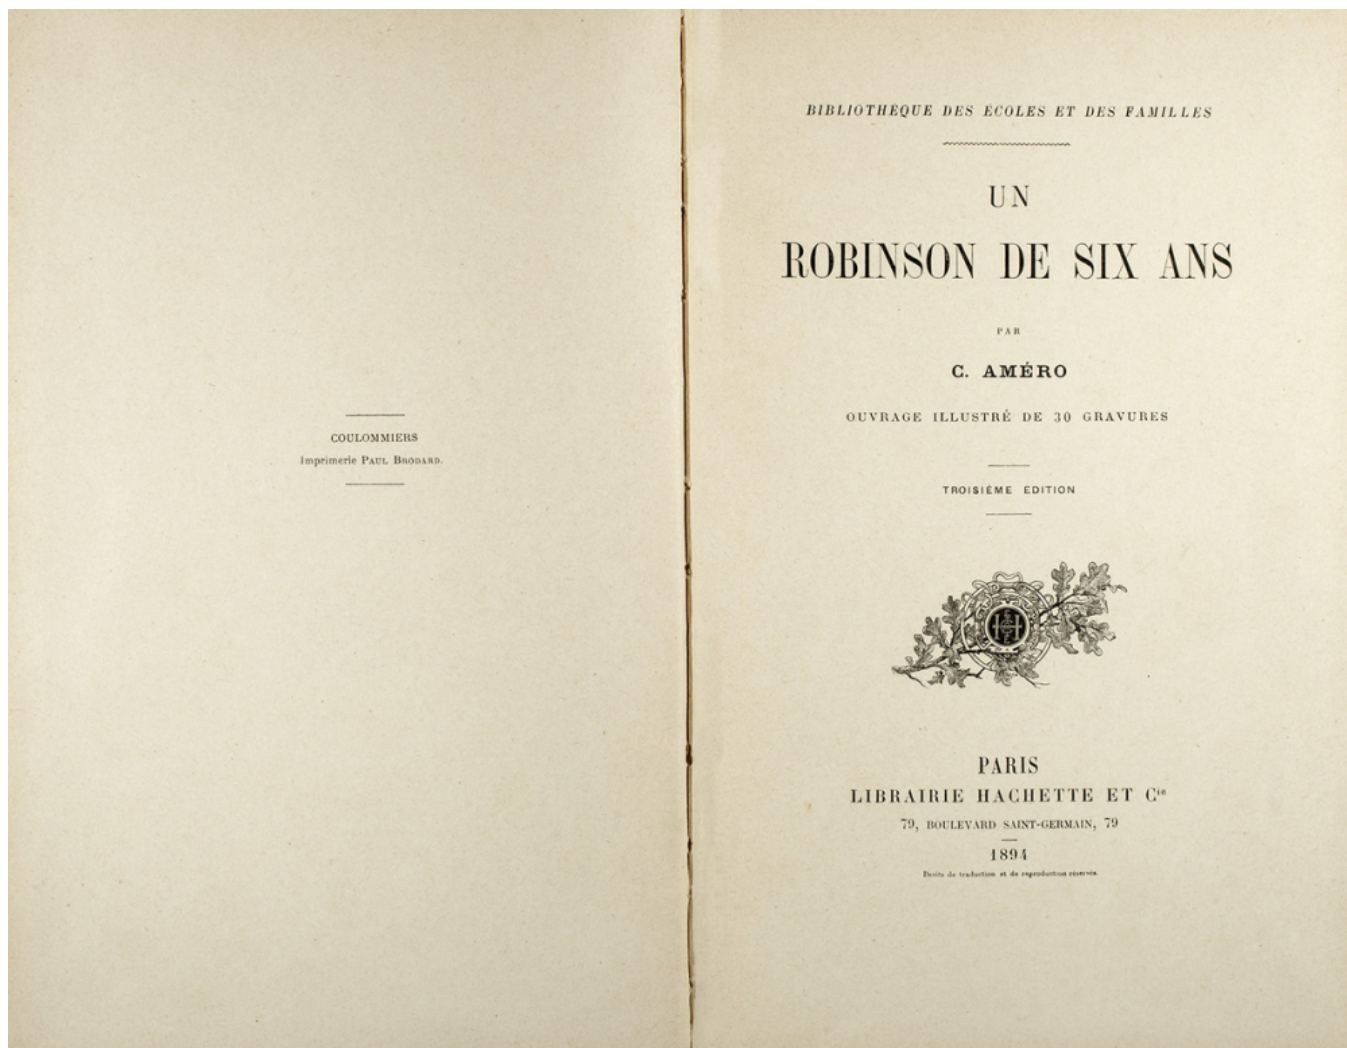 COULOMMIERS
Imprimerie PAUL BRODARD.
BIBLIOTHÈQUE DES ÉCOLES ET DES FAMILLES
UN
ROBINSON DE SIX ANS
PAR
C. AMÉRO
OUVRAGE ILLUSTRÉ DE 30 GRAVURES
TROISIÈME EDITION
PARIS
LIBRAIRIE HACHETTE ET Cie
79, BOULEVARD SAINT-GERMAIN, 79
1894
Droits de traduction et de reproduction réservés.